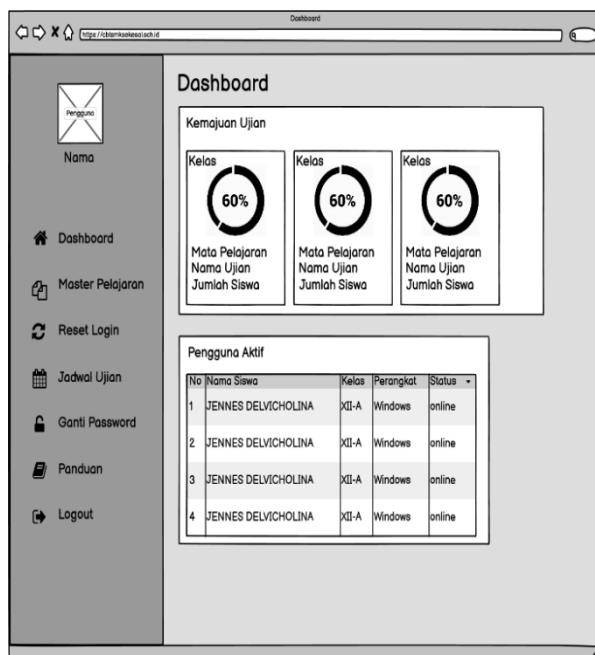 Dashboard
https://cbtsmksakesai.sch.id
Pengguna
Nama
Dashboard
Master Pelajaran
Reset Login
Jadwal Ujian
Ganti Password
Panduan
Logout
Dashboard
Kemajuan Ujian
Kelas
60%
Mata Pelajaran
Nama Ujian
Jumlah Siswa
Kelas
60%
Mata Pelajaran
Nama Ujian
Jumlah Siswa
Kelas
60%
Mata Pelajaran
Nama Ujian
Jumlah Siswa
Pengguna Aktif
No Nama Siswa Kelas Perangkat Status
1 JENNES DELVICHOLINA XII-A Windows online
2 JENNES DELVICHOLINA XII-A Windows online
3 JENNES DELVICHOLINA XII-A Windows online
4 JENNES DELVICHOLINA XII-A Windows online